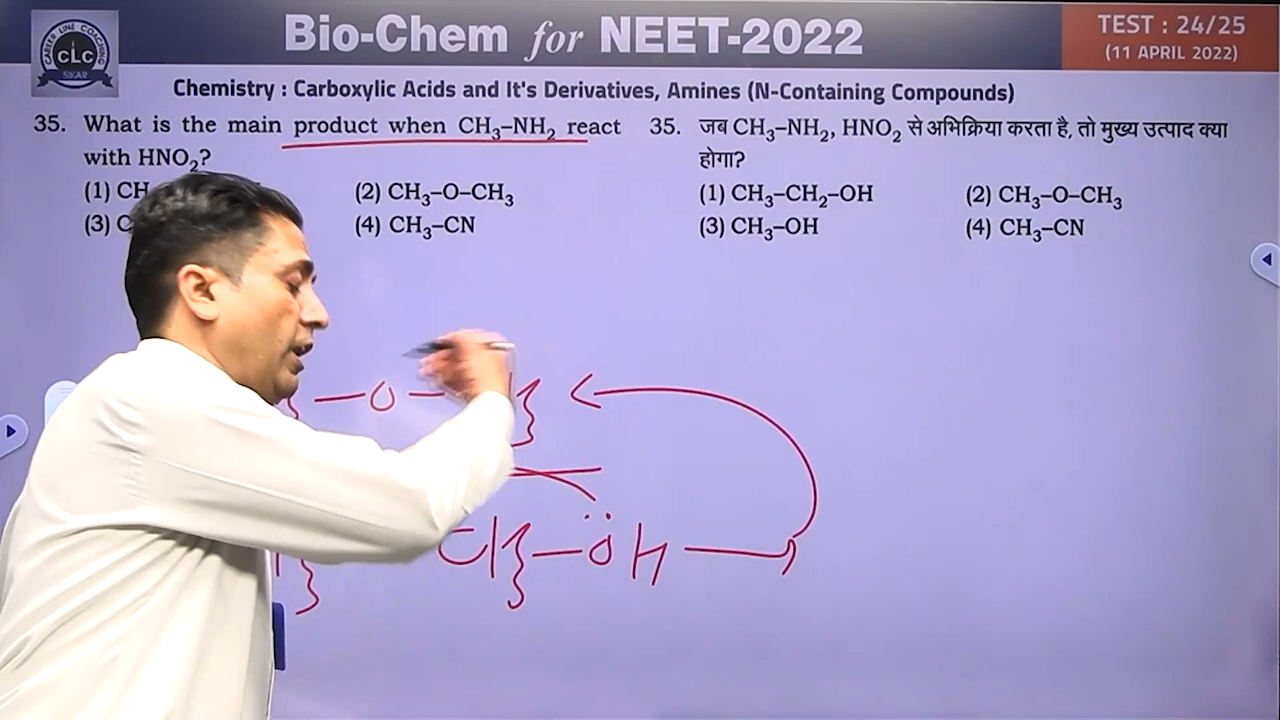 CAREER LINE COACHING
CLC
SIKAR
Bio-Chem for NEET-2022
TEST : 24/25
(11 APRIL 2022)
Chemistry : Carboxylic Acids and It's Derivatives, Amines (N-Containing Compounds)
35. What is the main product when CH₃–NH₂ react
with HNO₂?
(1) CH
(2) CH₃–O–CH₃
(3) C
(4) CH₃–CN
35. जब CH₃–NH₂, HNO₂ से अभिक्रिया करता है, तो मुख्य उत्पाद क्या
होगा?
(1) CH₃–CH₂–OH
(2) CH₃–O–CH₃
(3) CH₃–OH
(4) CH₃–CN
–O–
CH₃–ÖH